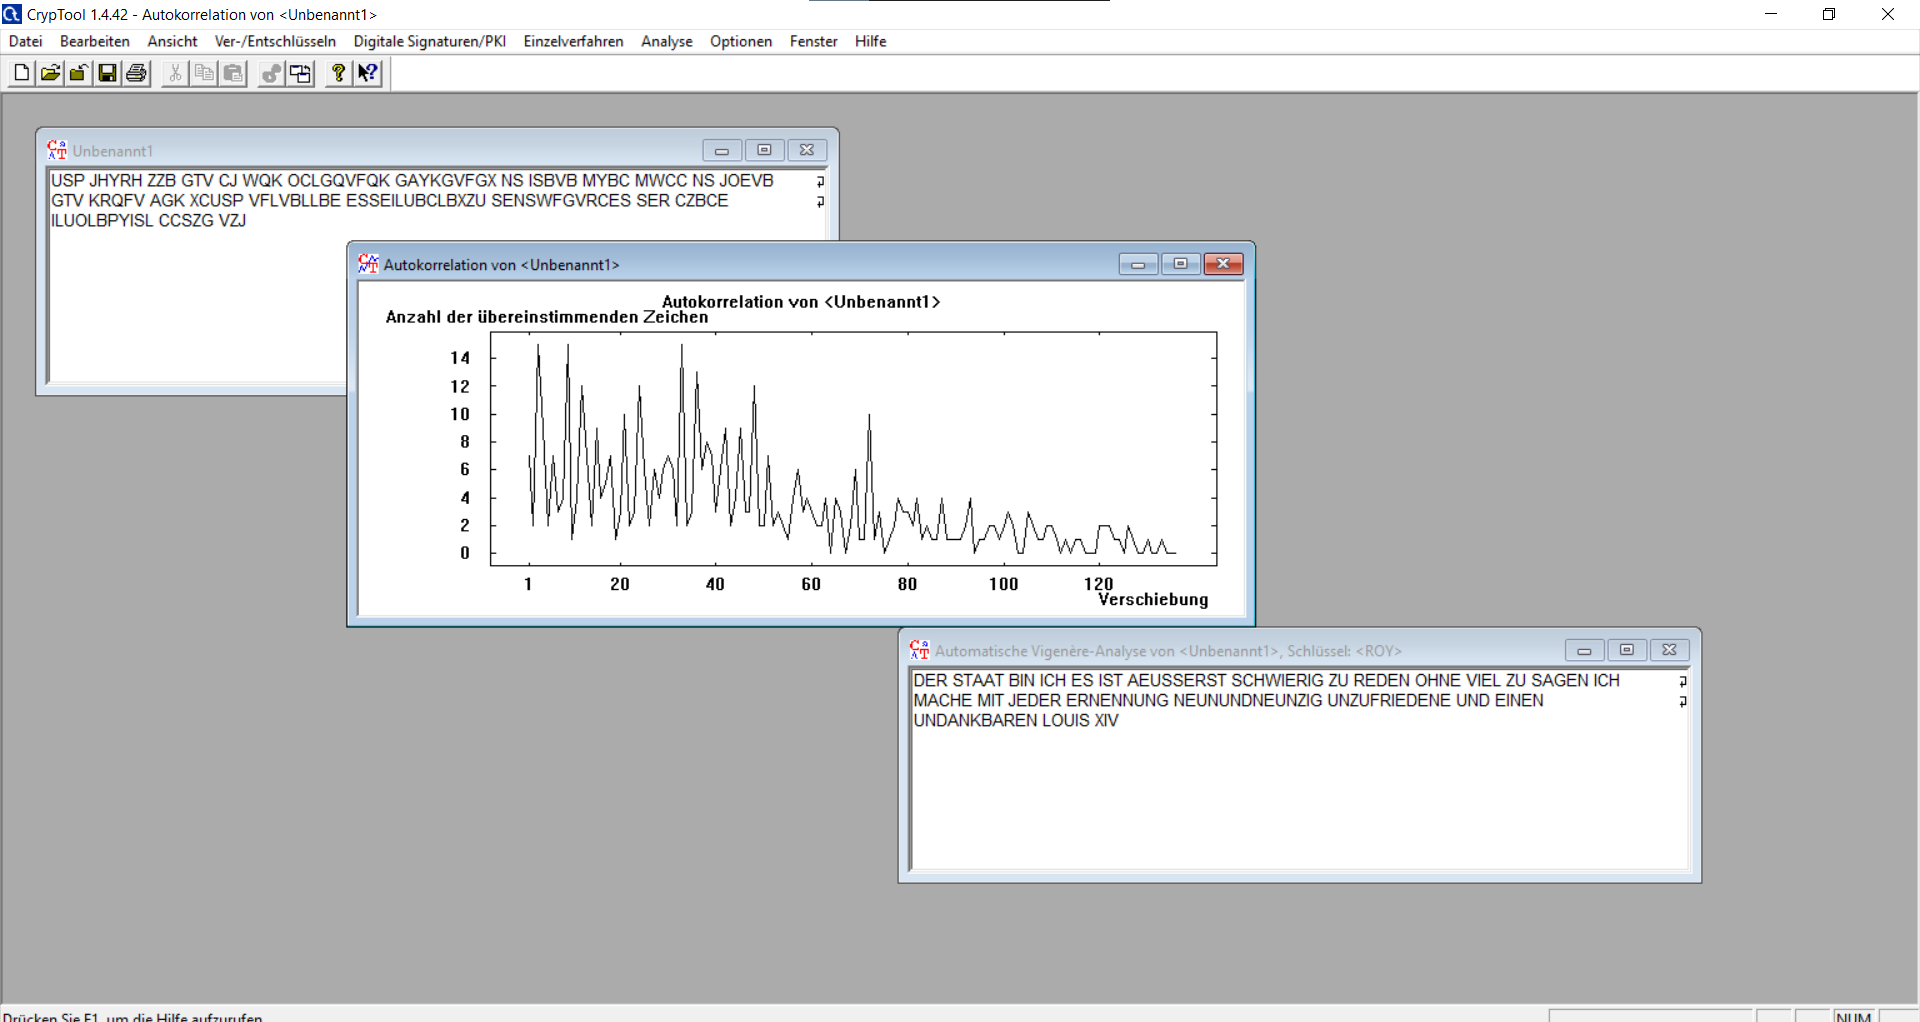 CrypTool 1.4.42 - Autokorrelation von <Unbenannt1>
Datei Bearbeiten Ansicht Ver-/Entschlüsseln Digitale Signaturen/PKI Einzelverfahren Analyse Optionen Fenster Hilfe
Unbenannt1
USP JHYRH ZZB GTV CJ WQK OCLGQVFQK GAYKGVFGX NS ISBVB MYBC MWCC NS JOEVB
GTV KRQFV AGK XCUSP VFLVBLLBE ESSEILUBCLBXZU SENSWFGVRCES SER CZBCE
ILUOLBPYISL CCSZG VZJ
Autokorrelation von <Unbenannt1>
Autokorrelation von <Unbenannt1>
Anzahl der übereinstimmenden Zeichen
14
12
10
8
6
4
2
0
1 20 40 60 80 100 120
Verschiebung
Automatische Vigenère-Analyse von <Unbenannt1>, Schlüssel: <ROY>
DER STAAT BIN ICH ES IST AEUSSERST SCHWIERIG ZU REDEN OHNE VIEL ZU SAGEN ICH
MACHE MIT JEDER ERNENNUNG NEUNUNDNEUNZIG UNZUFRIEDENE UND EINEN
UNDANKBAREN LOUIS XIV
Drücken Sie F1, um die Hilfe aufzurufen. NUM